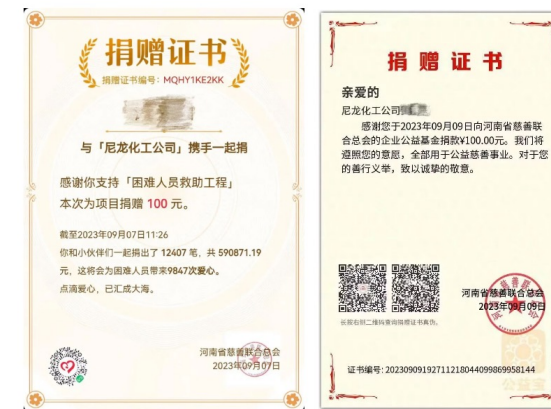 捐赠证书
捐赠证书编号：MQHY1KE2KK
与「尼龙化工公司」携手一起捐
感谢你支持「困难人员救助工程」
本次为项目捐赠 100 元。
截至2023年09月07日11:26
你和小伙伴们一起捐出了 12407 笔，共 590871.19
元，这将会为困难人员带来9847次爱心。
点滴爱心，已汇成大海。
河南省慈善联合总会
2023年09月07日
捐赠证书
亲爱的
尼龙化工公司
感谢您于2023年09月09日向河南省慈善联
合总会的企业公益基金捐款¥100.00元。我们将
遵照您的意愿，全部用于公益慈善事业。对于您
的善行义举，致以诚挚的敬意。
长按右侧二维码查询捐赠证书真伪。
河南省慈善联合总会
2023年09月09日
证书编号：20230909192711218044099869958144
公益宝